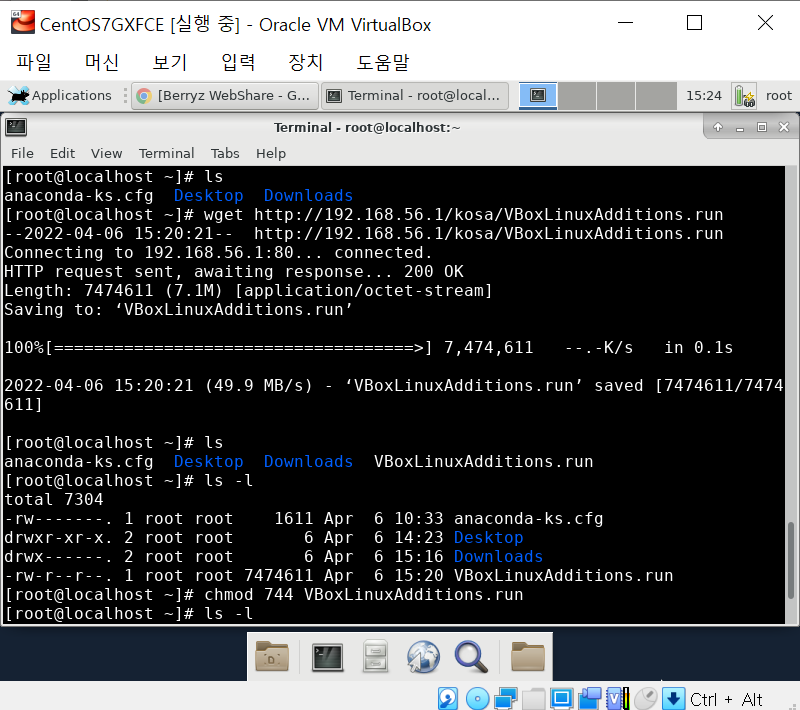 CentOS7GXFCE [실행 중] - Oracle VM VirtualBox
파일 머신 보기 입력 장치 도움말
Applications [Berryz WebShare - G... Terminal - root@local... 15:24 root
Terminal - root@localhost:~
File Edit View Terminal Tabs Help
[root@localhost ~]# ls
anaconda-ks.cfg  Desktop  Downloads
[root@localhost ~]# wget http://192.168.56.1/kosa/VBoxLinuxAdditions.run
--2022-04-06 15:20:21--  http://192.168.56.1/kosa/VBoxLinuxAdditions.run
Connecting to 192.168.56.1:80... connected.
HTTP request sent, awaiting response... 200 OK
Length: 7474611 (7.1M) [application/octet-stream]
Saving to: ‘VBoxLinuxAdditions.run’
100%[====================================>] 7,474,611   --.-K/s   in 0.1s
2022-04-06 15:20:21 (49.9 MB/s) - ‘VBoxLinuxAdditions.run’ saved [7474611/7474
611]
[root@localhost ~]# ls
anaconda-ks.cfg  Desktop  Downloads  VBoxLinuxAdditions.run
[root@localhost ~]# ls -l
total 7304
-rw-------. 1 root root    1611 Apr  6 10:33 anaconda-ks.cfg
drwxr-xr-x. 2 root root       6 Apr  6 14:23 Desktop
drwx------. 2 root root       6 Apr  6 15:16 Downloads
-rw-r--r--. 1 root root 7474611 Apr  6 15:20 VBoxLinuxAdditions.run
[root@localhost ~]# chmod 744 VBoxLinuxAdditions.run
[root@localhost ~]# ls -l
Ctrl + Alt